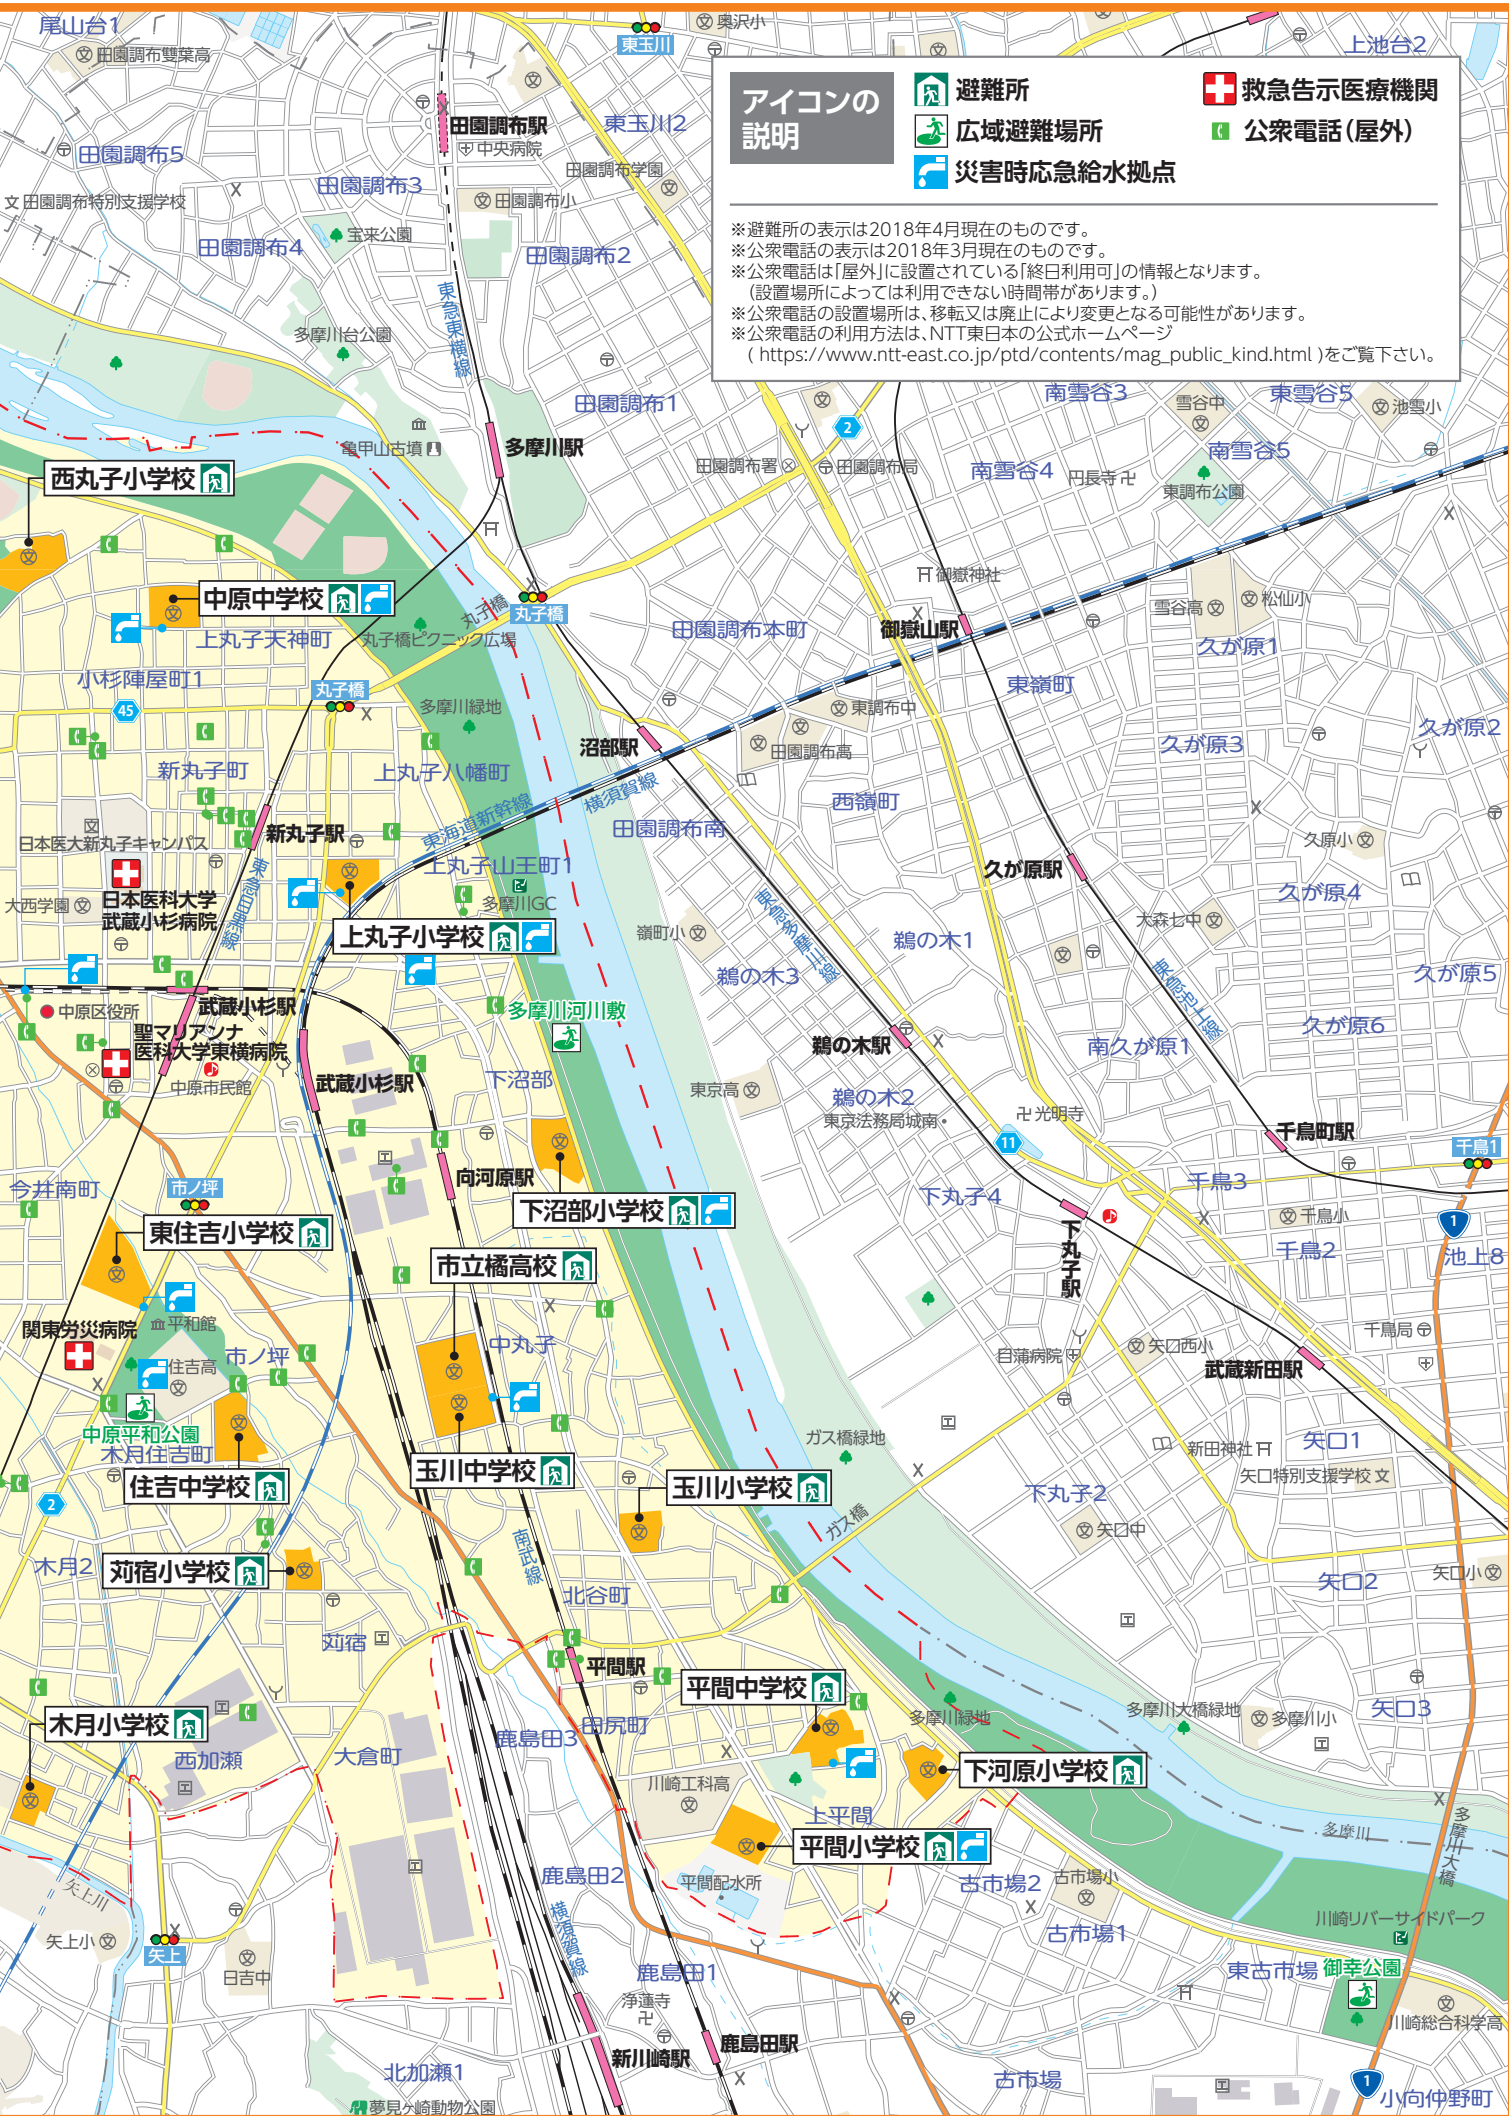 尾山台1
奥沢小
東玉川
上池台2
田園調布雙葉高
アイコンの
説明
避難所
救急告示医療機関
広域避難場所
公衆電話(屋外)
災害時応急給水拠点
※避難所の表示は2018年4月現在のものです。
※公衆電話の表示は2018年3月現在のものです。
※公衆電話は「屋外」に設置されている「終日利用可」の情報となります。
(設置場所によっては利用できない時間帯があります。)
※公衆電話の設置場所は、移転又は廃止により変更となる可能性があります。
※公衆電話の利用方法は、NTT東日本の公式ホームページ
( https://www.ntt-east.co.jp/ptd/contents/mag_public_kind.html )をご覧下さい。
田園調布駅
中央病院
東玉川2
田園調布5
田園調布学園
田園調布3
文 田園調布特別支援学校
田園調布小
宝来公園
田園調布4
田園調布2
東急東横線
多摩川台公園
田園調布1
南雪谷3
雪谷中
東雪谷5
池雪小
2
亀甲山古墳
多摩川駅
田園調布署
田園調布局
南雪谷4
円長寺
南雪谷5
東調布公園
西丸子小学校
中原中学校
上丸子天神町
丸子橋
丸子橋
丸子橋ピクニック広場
御嶽神社
田園調布本町
御嶽山駅
雪谷高
松仙小
久が原1
小杉陣屋町1
丸子橋
45
多摩川緑地
東嶺町
東調布中
沼部駅
田園調布高
久が原3
久が原2
新丸子町
上丸子八幡町
東海道新幹線
横須賀線
西嶺町
田園調布南
日本医大新丸子キャンパス
新丸子駅
上丸子山王町1
久原小
久が原駅
日本医科大学
武蔵小杉病院
大西学園
東急目黒線
多摩川GC
久が原4
大森七中
上丸子小学校
嶺町小
東急多摩川線
鵜の木1
鵜の木3
東急池上線
久が原5
武蔵小杉駅
中原区役所
多摩川河川敷
聖マリアンナ
医科大学東横病院
中原市民館
武蔵小杉駅
鵜の木駅
南久が原1
久が原6
下沼部
東京高
鵜の木2
東京法務局城南
光明寺
11
千鳥町駅
千鳥1
今井南町
市ノ坪
向河原駅
下沼部小学校
下丸子4
千鳥3
千鳥小
1
東住吉小学校
市立橘高校
下丸子駅
千鳥2
池上8
関東労災病院
平和館
市ノ坪
住吉高
中丸子
千鳥局
目蒲病院
矢口西小
武蔵新田駅
中原平和公園
木月住吉町
ガス橋緑地
新田神社
矢口1
矢口特別支援学校 文
住吉中学校
玉川中学校
玉川小学校
2
下丸子2
ガス橋
矢口中
木月2
苅宿小学校
南武線
北谷町
矢口2
矢口小
苅宿
平間駅
平間中学校
木月小学校
田尻町
鹿島田3
多摩川緑地
多摩川大橋緑地
多摩川小
矢口3
西加瀬
大倉町
川崎工科高
下河原小学校
上平間
平間小学校
多摩川
多摩川大橋
鹿島田2
平間配水所
古市場2
古市場小
矢上川
矢上小
矢上
日吉中
横須賀線
古市場1
川崎リバーサイドパーク
鹿島田1
浄蓮寺
東古市場
御幸公園
川崎総合科学高
新川崎駅
鹿島田駅
北加瀬1
古市場
1
小向仲野町
夢見ヶ崎動物公園